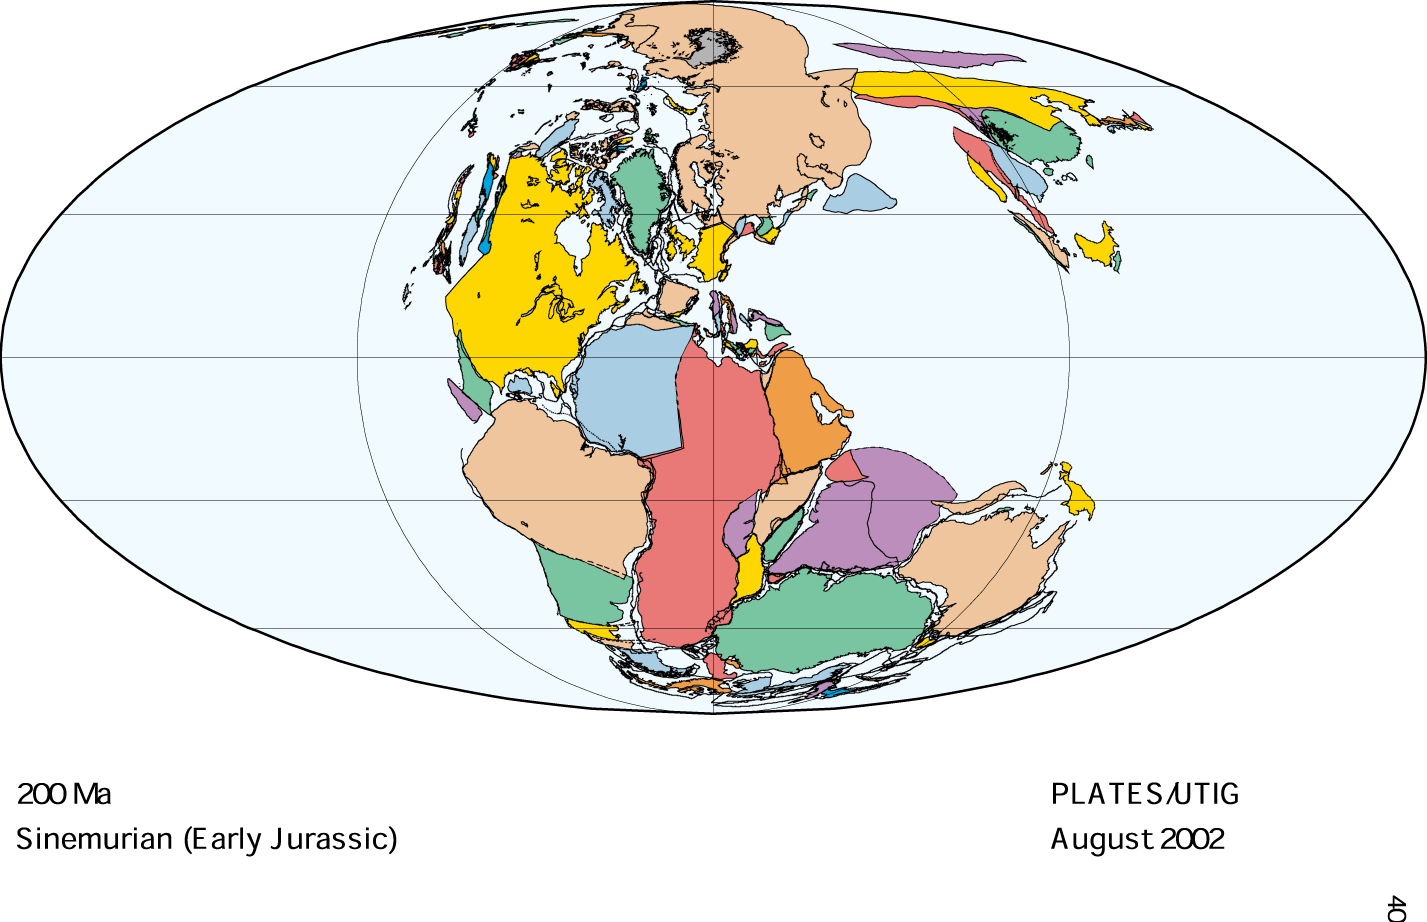 200 Ma
Sinemurian (Early Jurassic)
PLATES/UTIG
August 2002
40